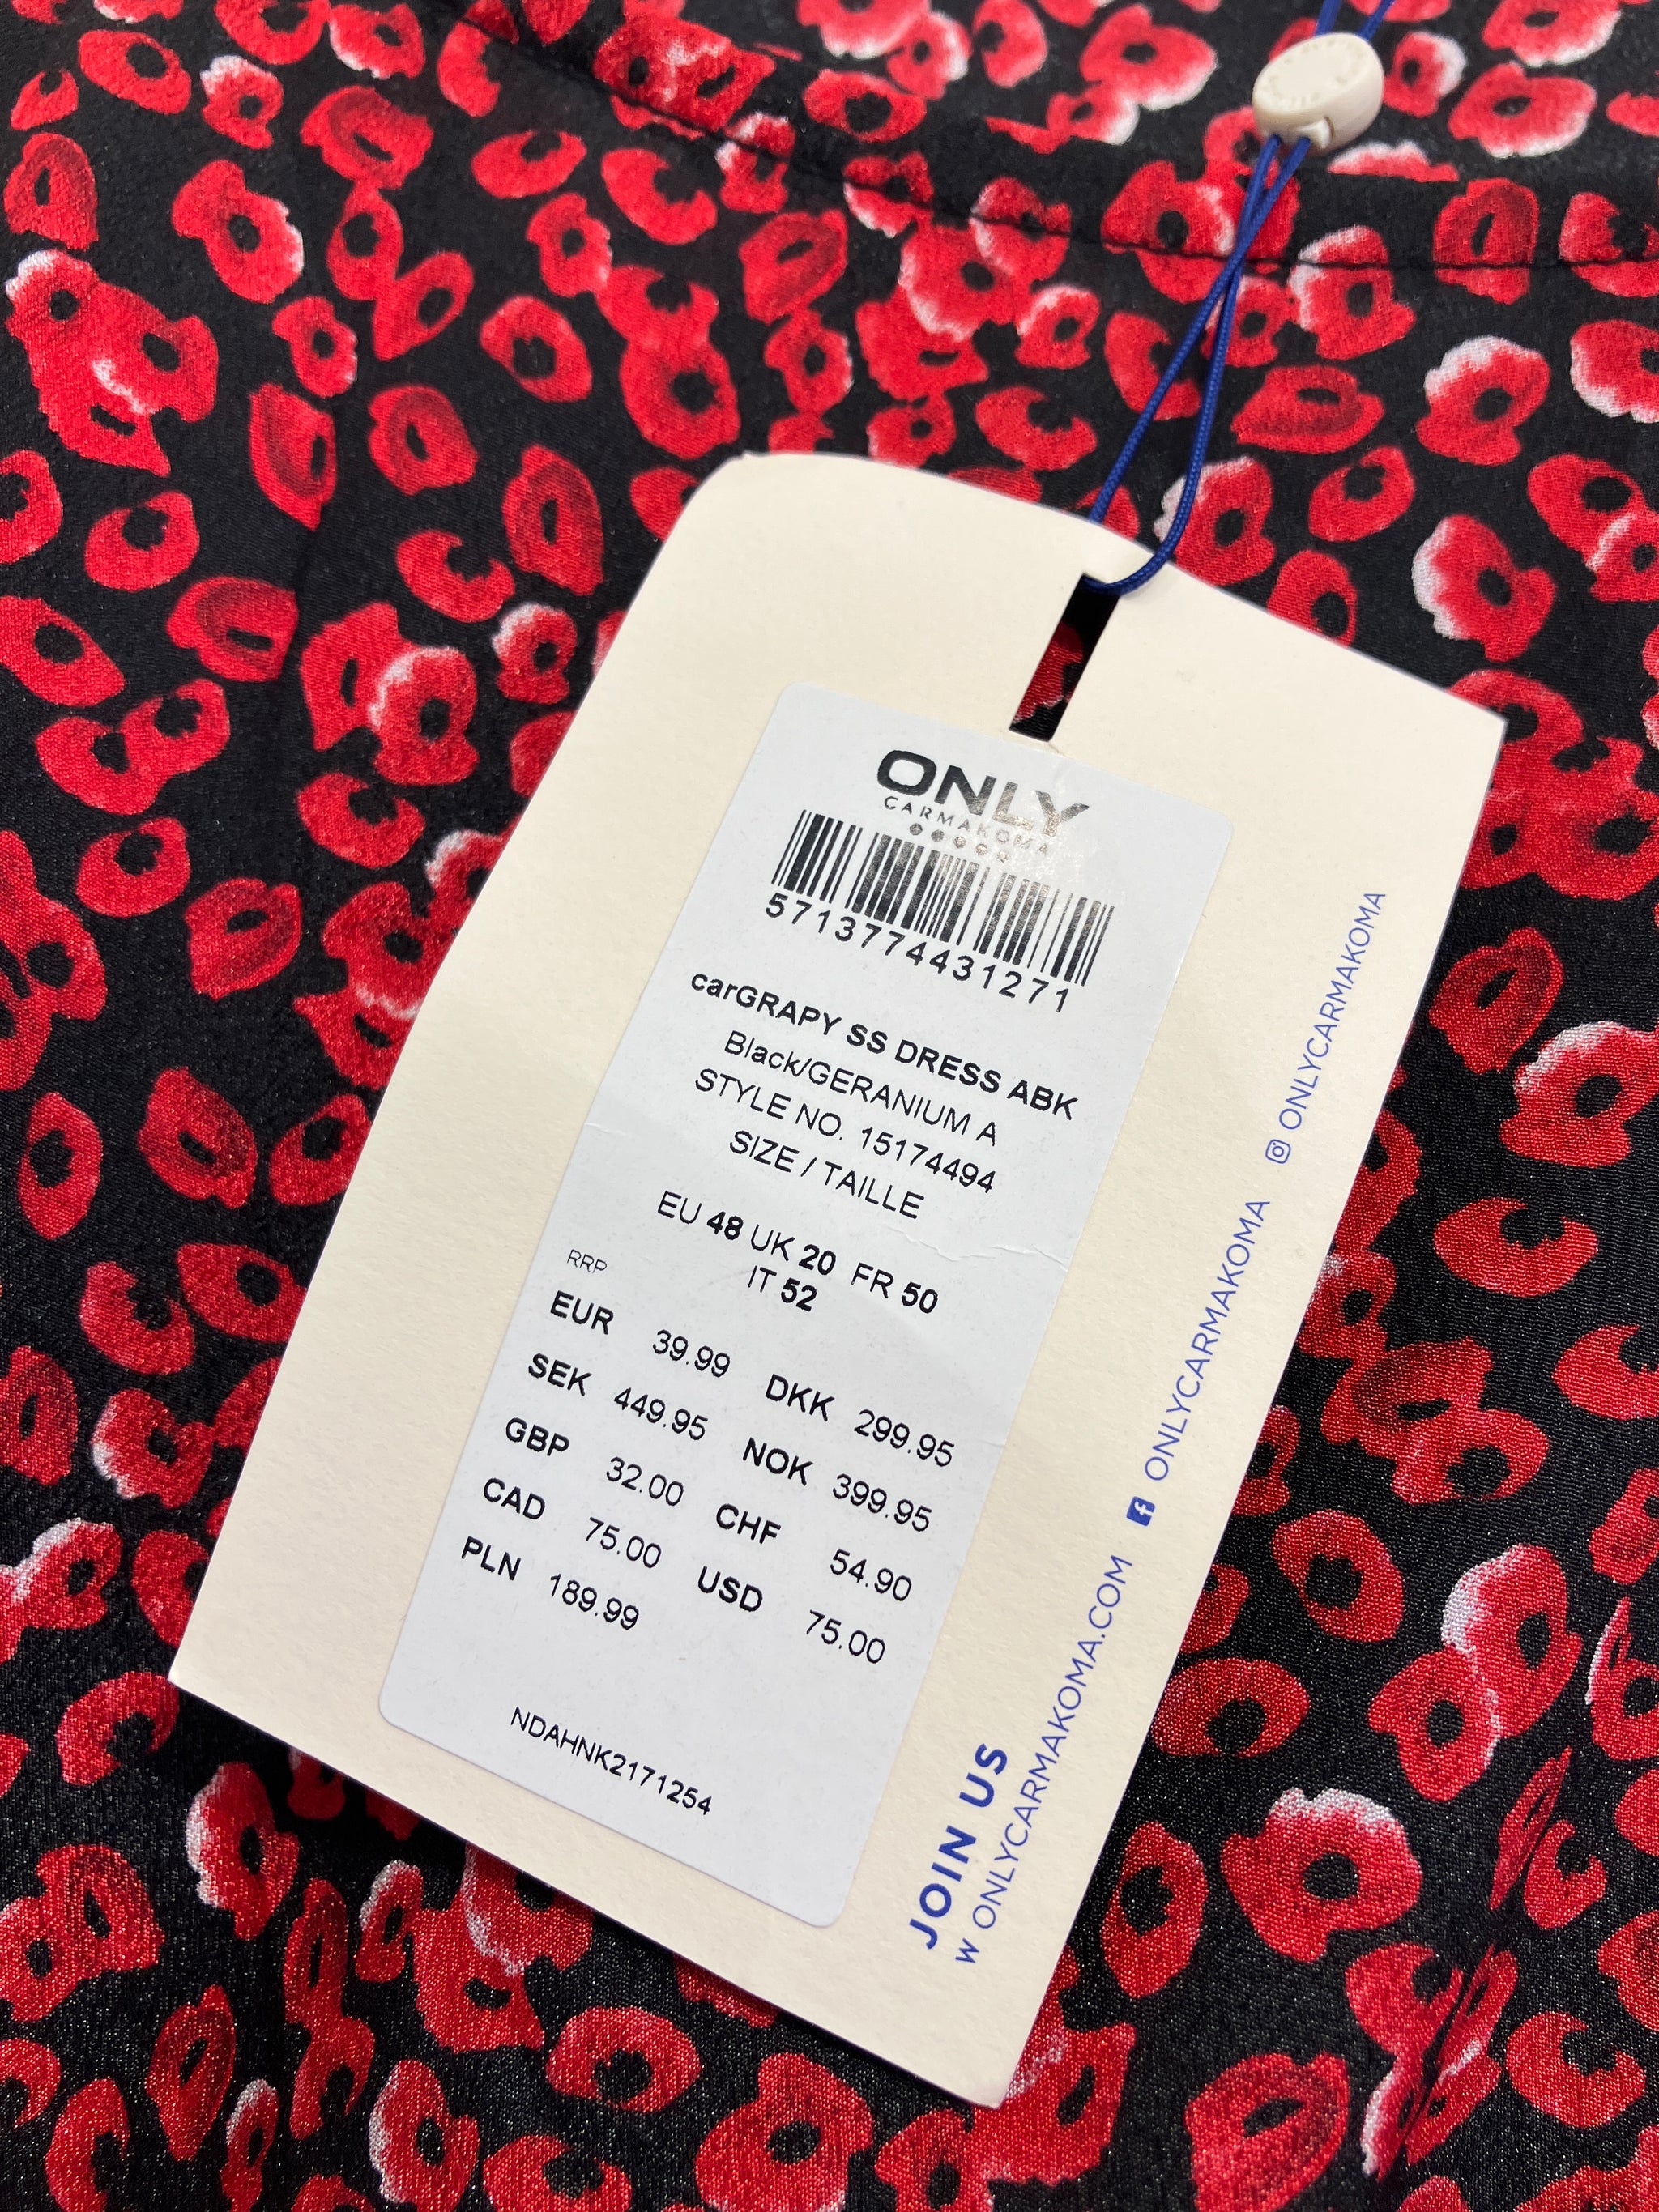 ONLY
CARMAKOMA
5713774431271
carGRAPY SS DRESS ABK
Black/GERANIUM A
STYLE NO. 15174494
SIZE / TAILLE
EU 48 UK 20 FR 50
IT 52
RRP
EUR 39.99 DKK 299.95
SEK 449.95 NOK 399.95
GBP 32.00 CHF 54.90
CAD 75.00 USD 75.00
PLN 189.99
NDAHNK2171254
JOIN US
W ONLYCARMAKOMA.COM ONLYCARMAKOMA ONLYCARMAKOMA